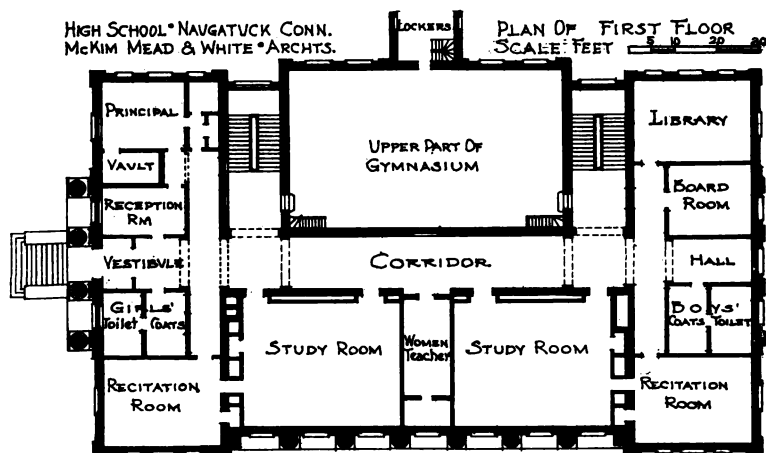 High School · Naugatuck Conn.
McKim Mead & White · Archts.
Lockers
Plan Of First Floor
Scale Feet 5 10 20 30
Principal
Vault
Reception
Rm
Vestibule
Girls'
Toilet Coats
Recitation
Room
Upper Part Of
Gymnasium
Corridor
Study Room
Women
Teacher
Study Room
Library
Board
Room
Hall
Boys'
Coats Toilet
Recitation
Room